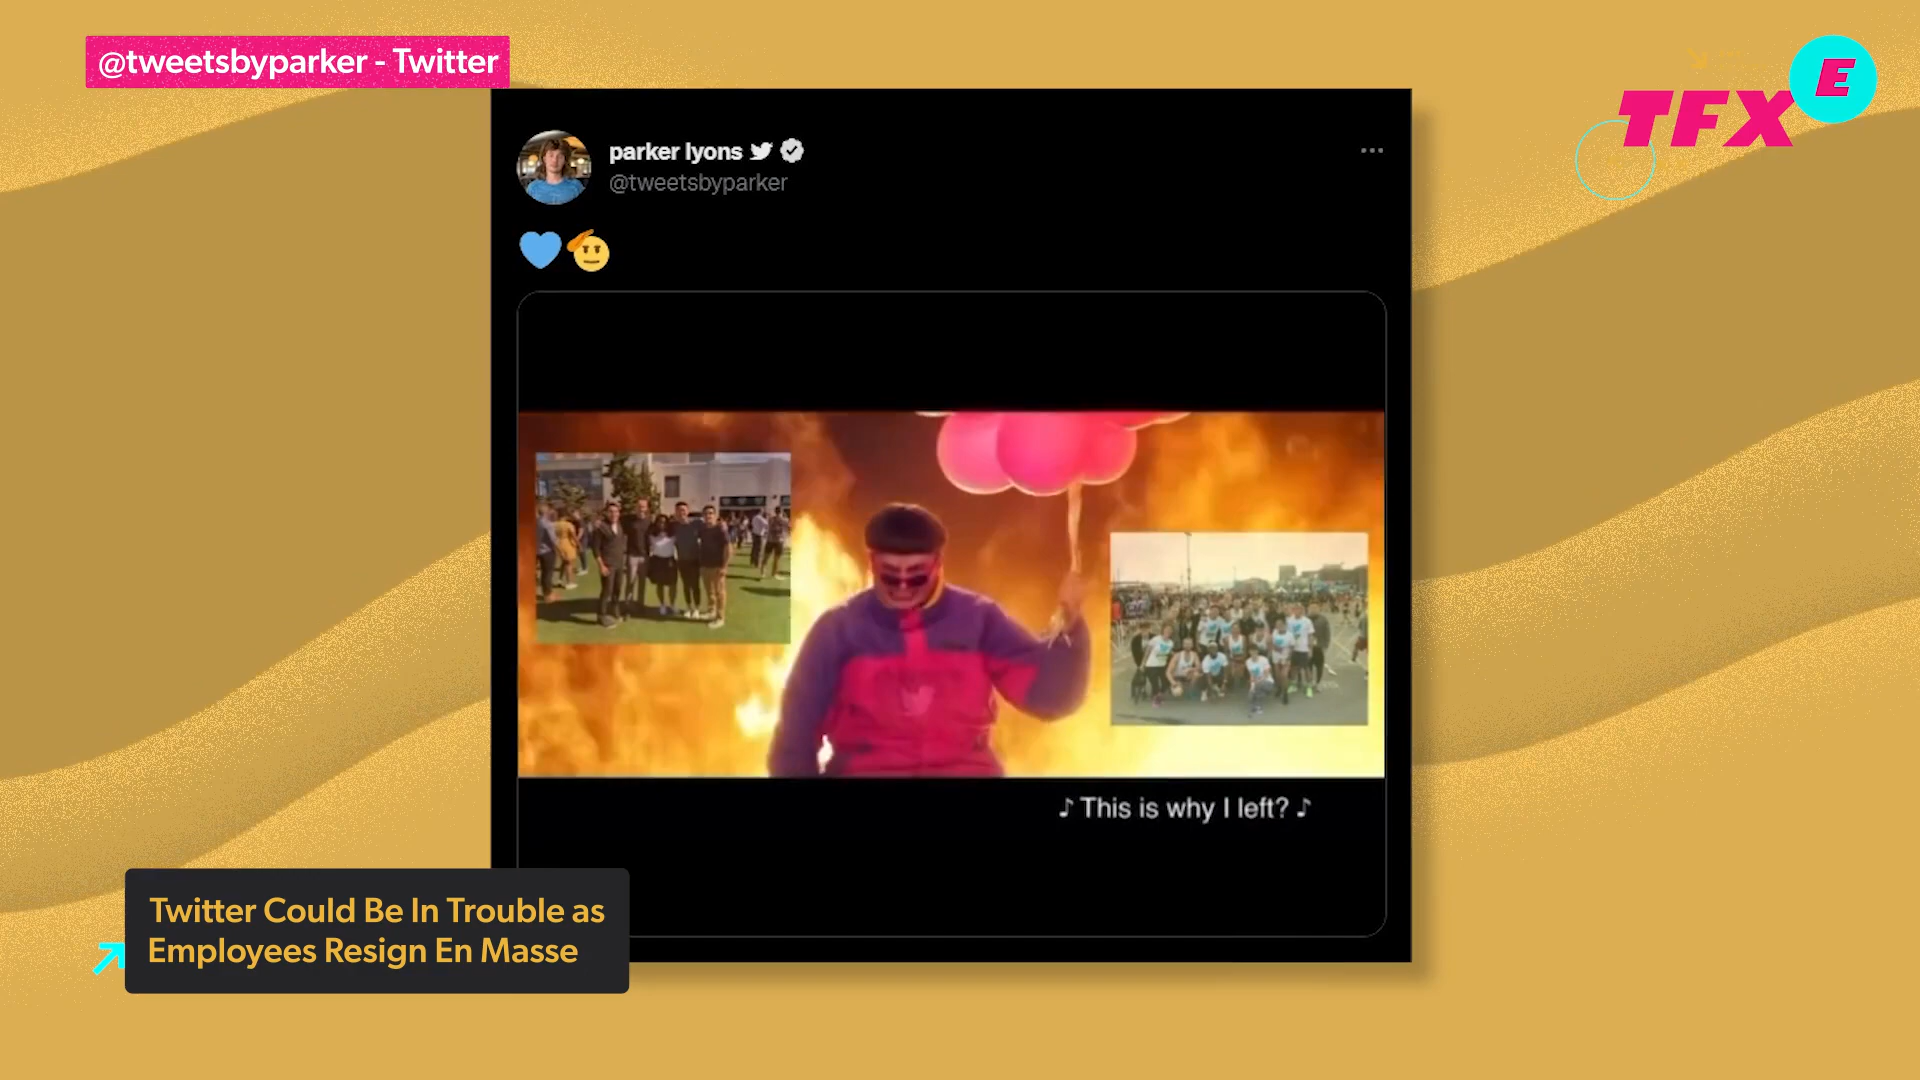 @tweetsbyparker - Twitter
TFX E
parker lyons
@tweetsbyparker
♪ This is why I left? ♪
Twitter Could Be In Trouble as
Employees Resign En Masse